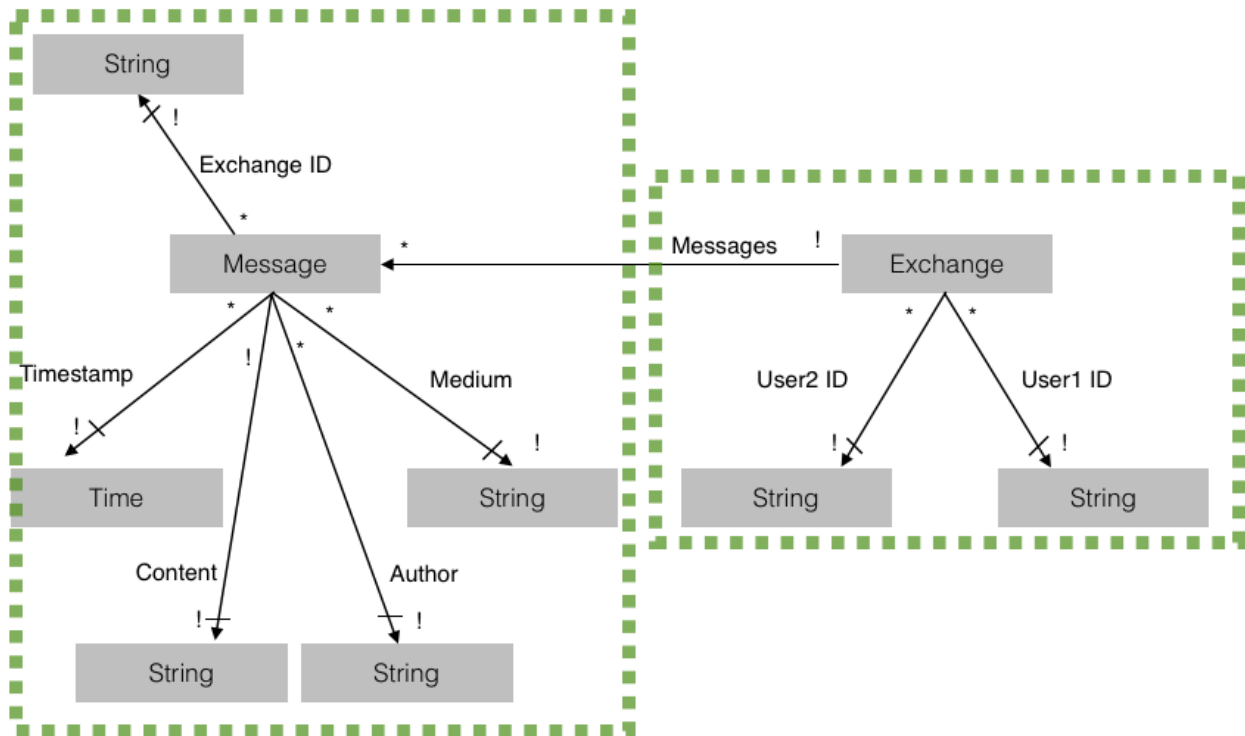 String
!
Exchange ID
*
Message
*
Messages
!
Exchange
*
*
!
*
*
*
Timestamp
Medium
User2 ID
User1 ID
!
!
!
!
Time
String
String
String
Content
Author
!
!
String
String